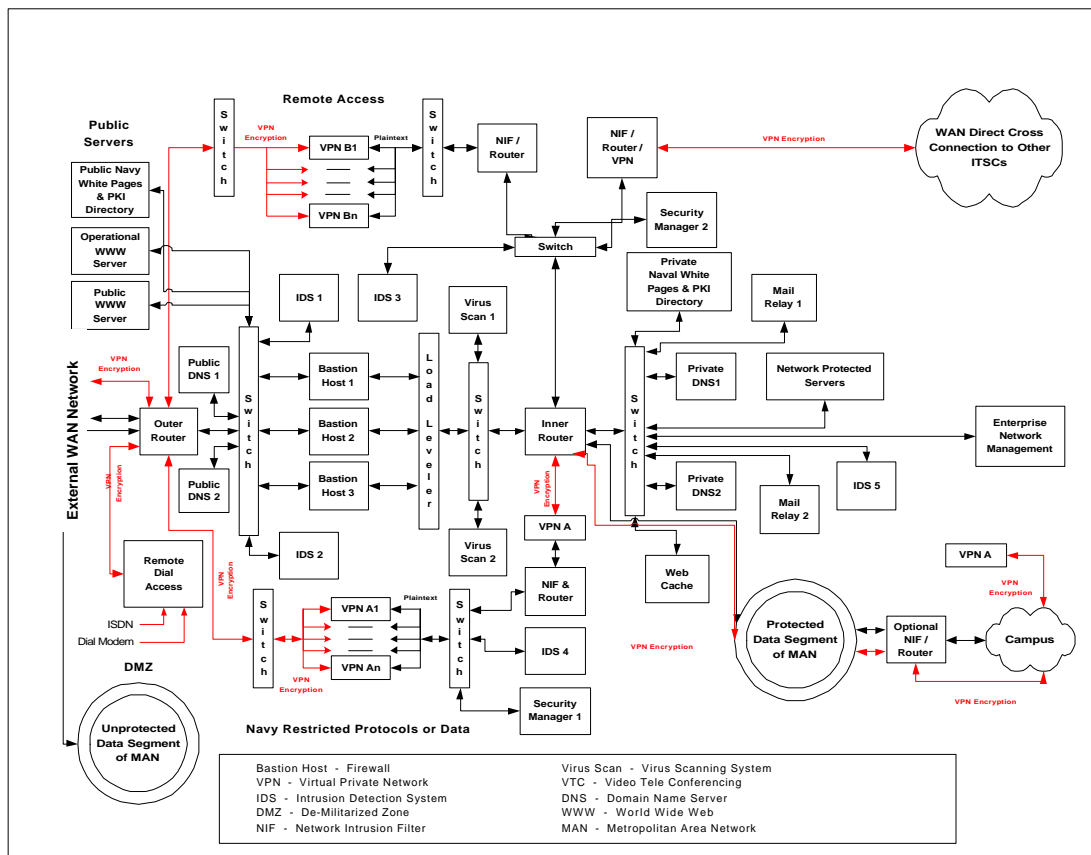 Remote Access
Public
Servers
Switch
VPN
Encryption
VPN B1
Plaintext
VPN Bn
Switch
NIF /
Router
NIF /
Router /
VPN
VPN Encryption
WAN Direct Cross
Connection to Other
ITSCs
Public Navy
White Pages
& PKI
Directory
Operational
WWW
Server
Public
WWW
Server
Security
Manager 2
Switch
IDS 1
IDS 3
Virus
Scan 1
Private
Naval White
Pages & PKI
Directory
Mail
Relay 1
External WAN Network
VPN
Encryption
Public
DNS 1
Outer
Router
Public
DNS 2
Switch
Bastion
Host 1
Bastion
Host 2
Bastion
Host 3
Load Leveler
Switch
Inner
Router
Switch
Private
DNS1
Network Protected
Servers
Enterprise
Network
Management
Private
DNS2
Mail
Relay 2
IDS 5
VPN
Encryption
VPN
Encryption
VPN A
IDS 2
Virus
Scan 2
Web
Cache
Remote
Dial
Access
ISDN
Dial Modem
VPN
Encryption
Switch
VPN A1
Plaintext
VPN An
VPN
Encryption
Switch
NIF &
Router
IDS 4
Security
Manager 1
VPN Encryption
Protected
Data Segment
of MAN
Optional
NIF /
Router
VPN A
VPN
Encryption
Campus
VPN Encryption
DMZ
Unprotected
Data Segment
of MAN
Navy Restricted Protocols or Data
Bastion Host - Firewall
VPN - Virtual Private Network
IDS - Intrusion Detection System
DMZ - De-Militarized Zone
NIF - Network Intrusion Filter
Virus Scan - Virus Scanning System
VTC - Video Tele Conferencing
DNS - Domain Name Server
WWW - World Wide Web
MAN - Metropolitan Area Network